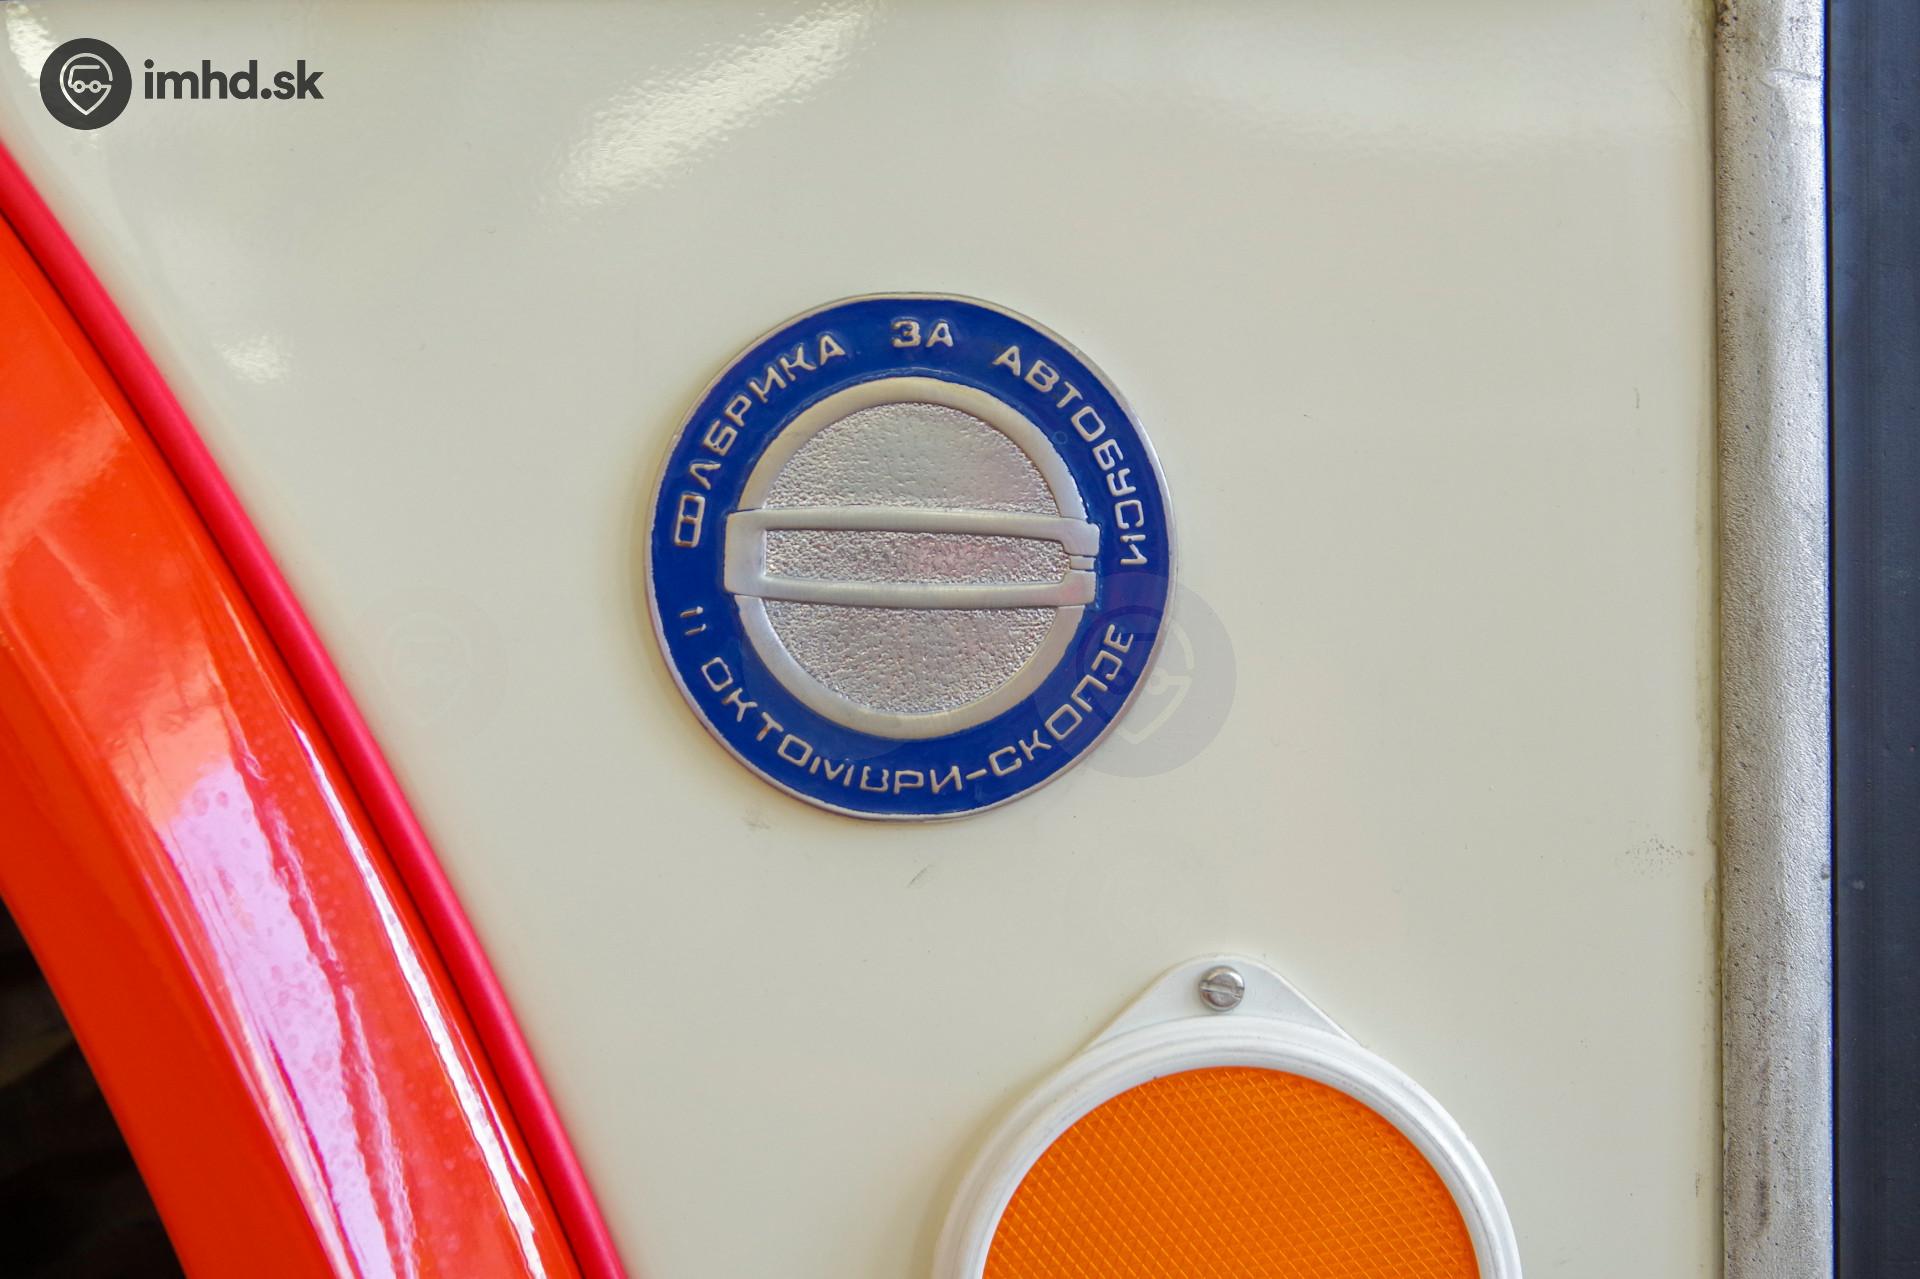 imhd.sk
ФАБРИКА ЗА АВТОБУСИ
11 ОКТОМВРИ-СКОПЈЕ